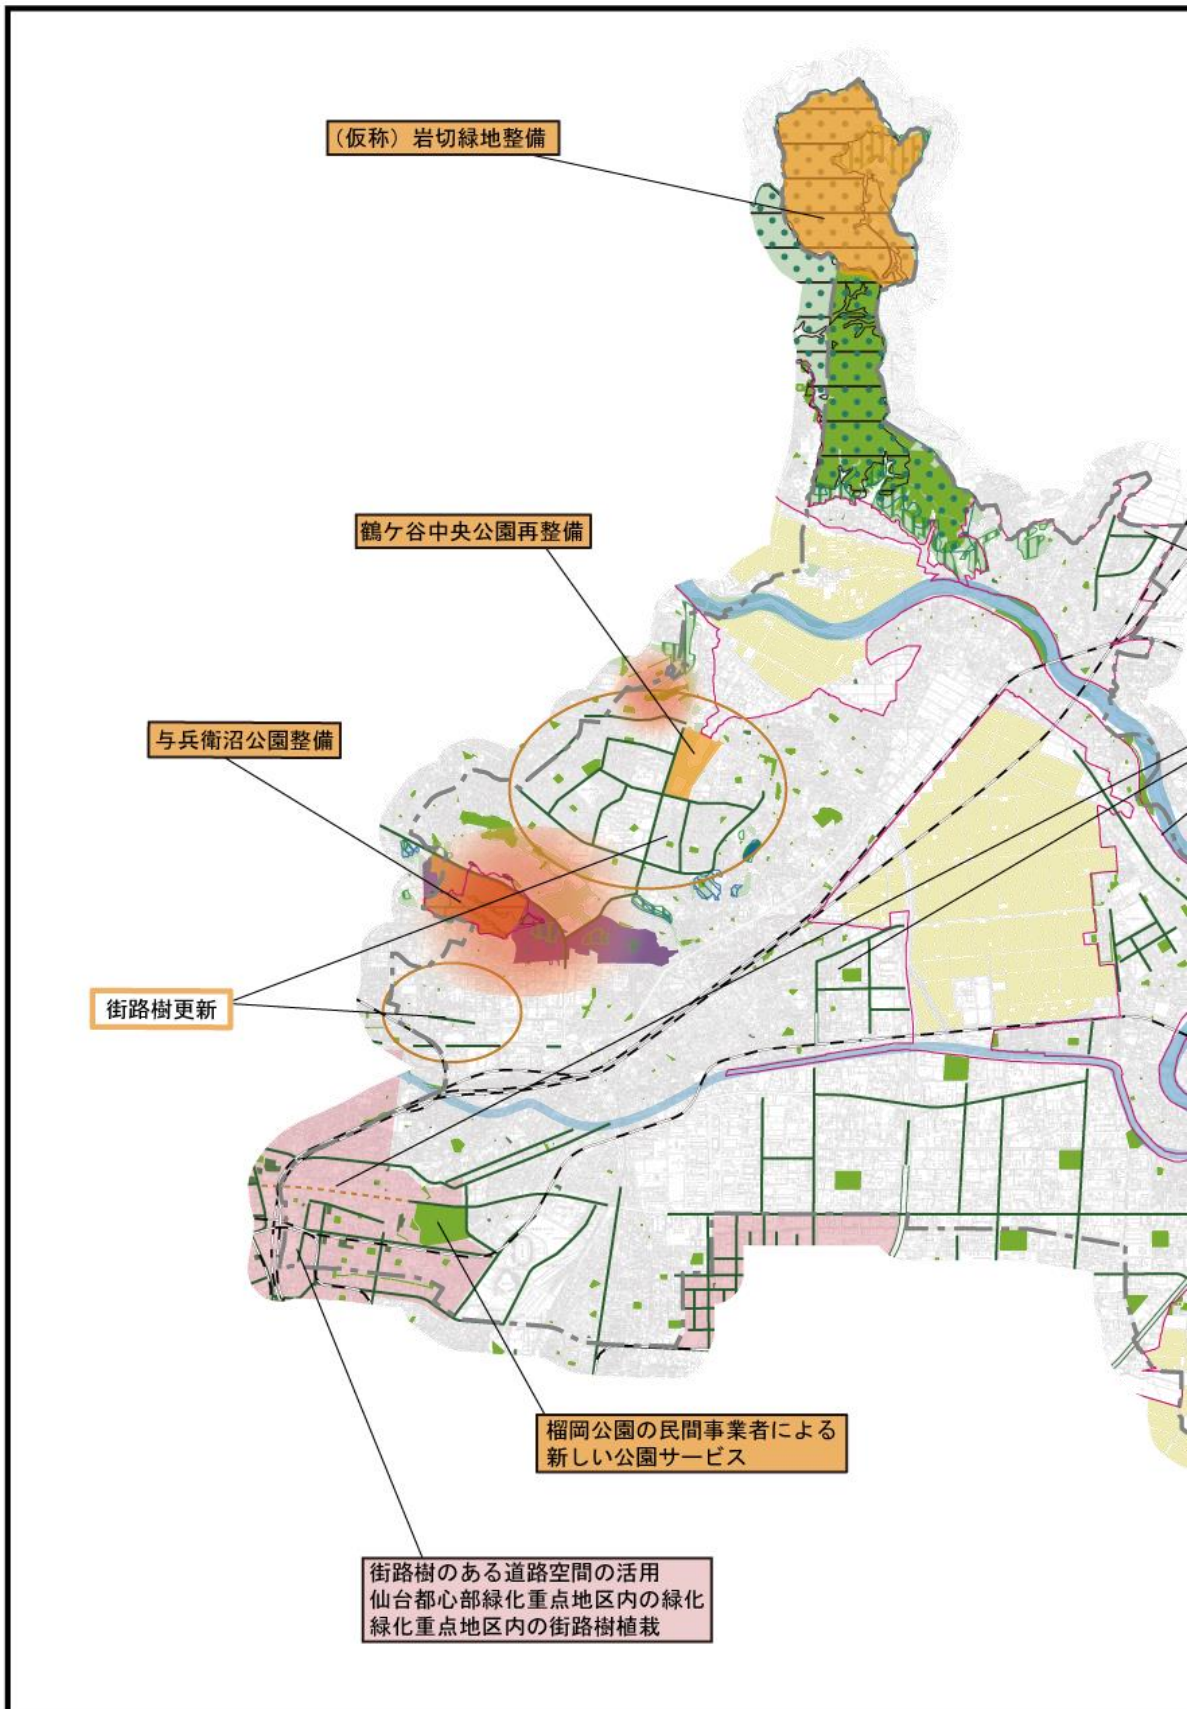 （仮称）岩切緑地整備
鶴ケ谷中央公園再整備
与兵衛沼公園整備
街路樹更新
榴岡公園の民間事業者による
新しい公園サービス
街路樹のある道路空間の活用
仙台都心部緑化重点地区内の緑化
緑化重点地区内の街路樹植栽